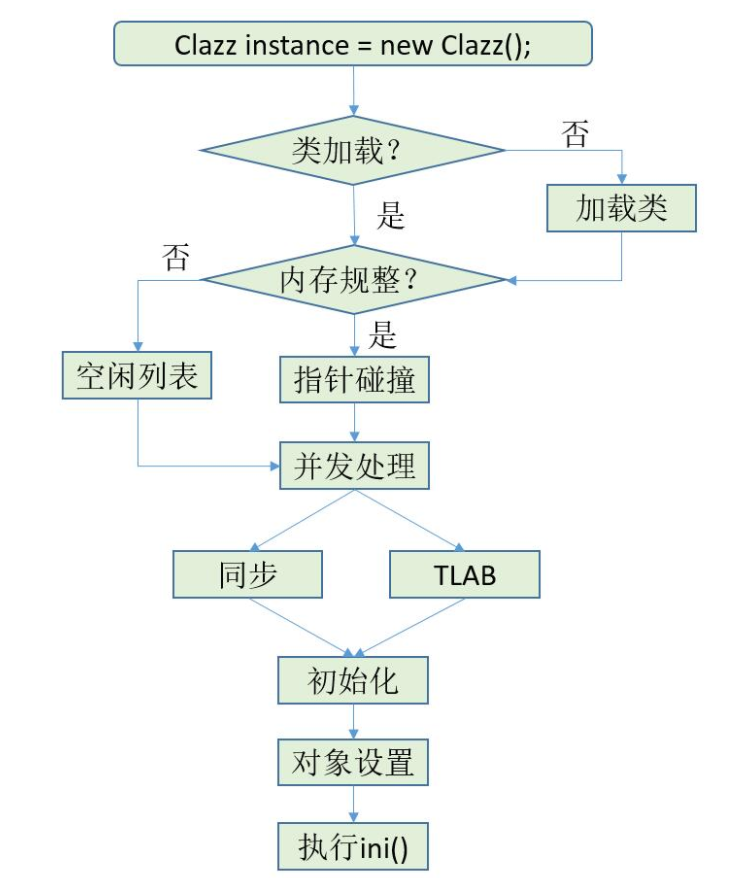 Clazz instance = new Clazz();
类加载？
否
加载类
是
内存规整？
否
是
空闲列表
指针碰撞
并发处理
同步
TLAB
初始化
对象设置
执行ini()